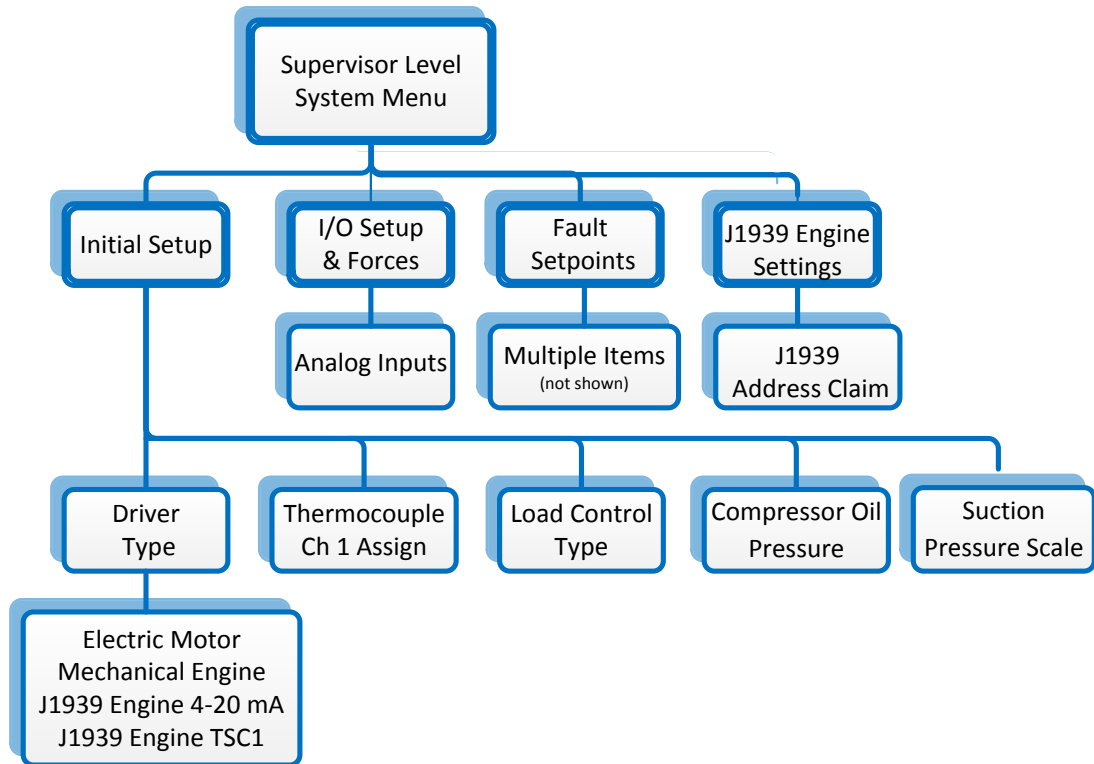 Supervisor Level
System Menu
Initial Setup
I/O Setup
& Forces
Fault
Setpoints
J1939 Engine
Settings
Analog Inputs
Multiple Items
(not shown)
J1939
Address Claim
Driver
Type
Thermocouple
Ch 1 Assign
Load Control
Type
Compressor Oil
Pressure
Suction
Pressure Scale
Electric Motor
Mechanical Engine
J1939 Engine 4-20 mA
J1939 Engine TSC1